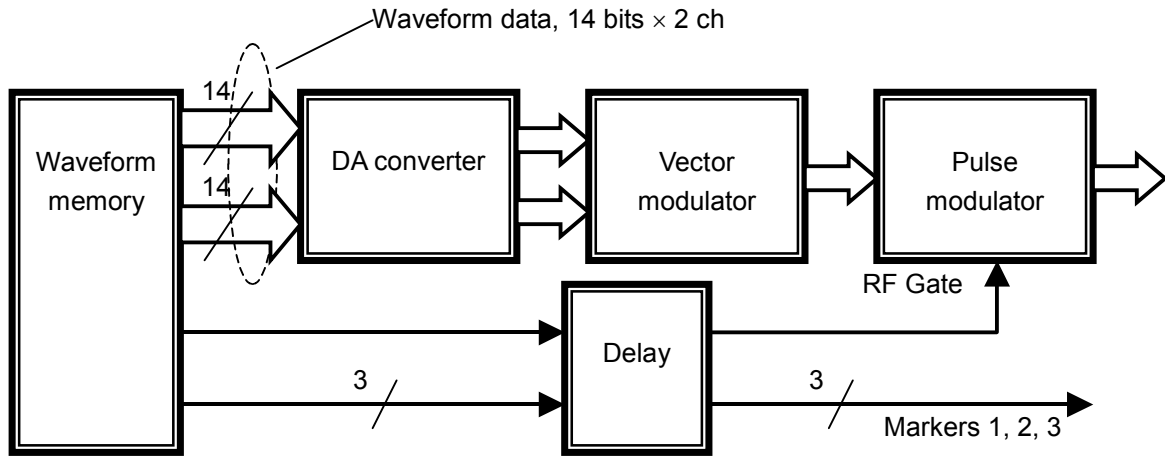 Waveform data, 14 bits × 2 ch
14
14
Waveform
memory
DA converter
Vector
modulator
Pulse
modulator
RF Gate
Delay
3
3
Markers 1, 2, 3